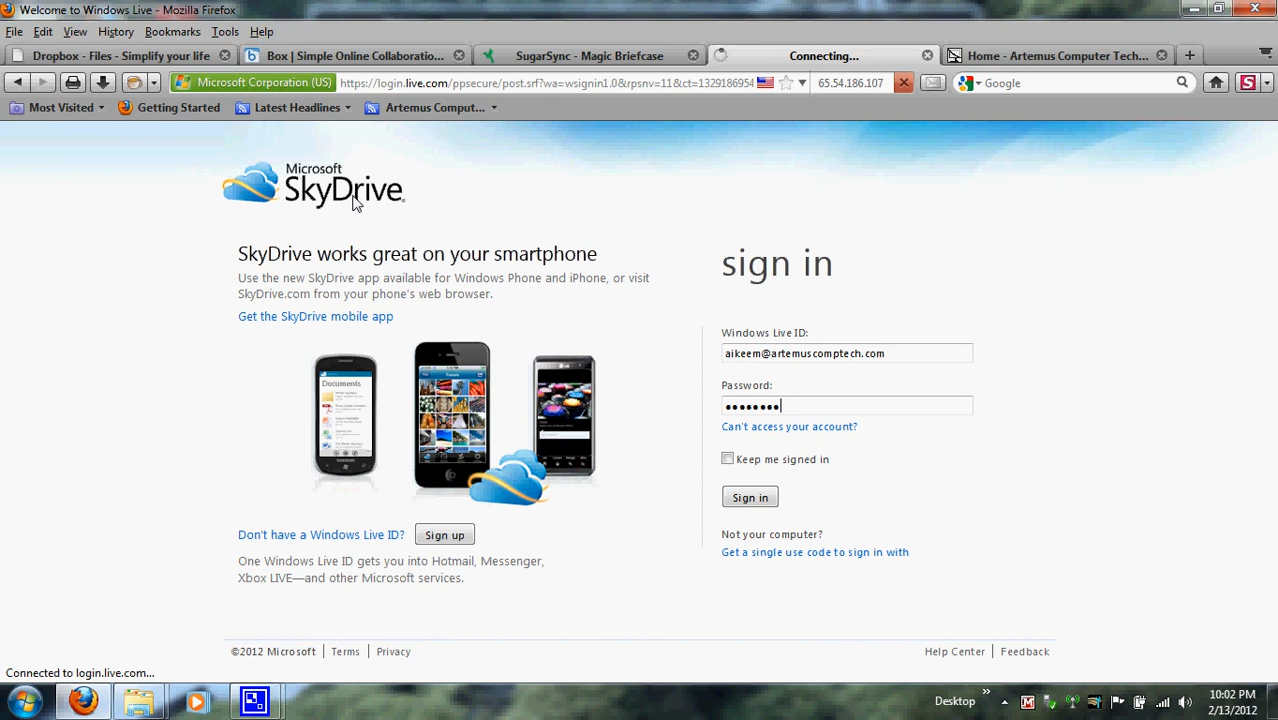 Welcome to Windows Live - Mozilla Firefox
File Edit View History Bookmarks Tools Help
Dropbox - Files - Simplify your life
Box | Simple Online Collaboratio...
SugarSync - Magic Briefcase
Connecting...
Home - Artemus Computer Tech...
Microsoft Corporation (US)
https://login.live.com/ppsecure/post.srf?wa=wsignin1.0&rpsnv=11&ct=1329186954
65.54.186.107
Google
Most Visited
Getting Started
Latest Headlines
Artemus Comput...
Microsoft
SkyDrive
SkyDrive works great on your smartphone
Use the new SkyDrive app available for Windows Phone and iPhone, or visit
SkyDrive.com from your phone's web browser.
Get the SkyDrive mobile app
Documents
Don't have a Windows Live ID?
Sign up
One Windows Live ID gets you into Hotmail, Messenger,
Xbox LIVE—and other Microsoft services.
sign in
Windows Live ID:
aikeem@artemuscomptech.com
Password:
••••••••
Can't access your account?
Keep me signed in
Sign in
Not your computer?
Get a single use code to sign in with
©2012 Microsoft
Terms
Privacy
Help Center
Feedback
Connected to login.live.com...
Desktop
10:02 PM
2/13/2012